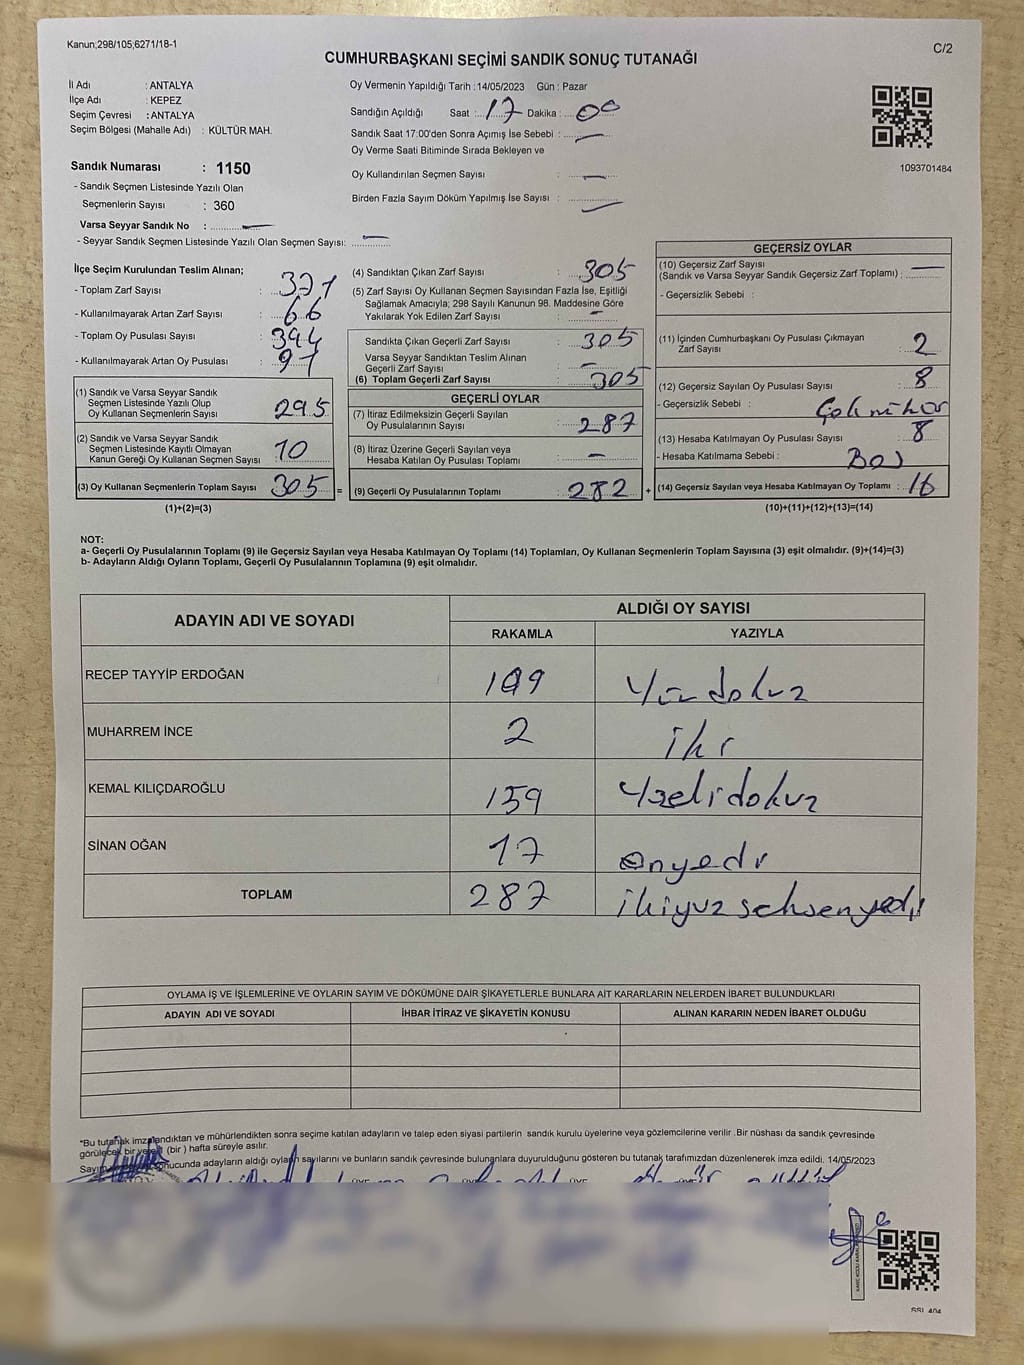 Kanun;298/105;6271/18-1
C/2
CUMHURBAŞKANI SEÇİMİ SANDIK SONUÇ TUTANAĞI
İl Adı : ANTALYA
İlçe Adı : KEPEZ
Seçim Çevresi : ANTALYA
Seçim Bölgesi (Mahalle Adı) : KÜLTÜR MAH.
Sandık Numarası : 1150
- Sandık Seçmen Listesinde Yazılı Olan
Seçmenlerin Sayısı : 360
Varsa Seyyar Sandık No : —
- Seyyar Sandık Seçmen Listesinde Yazılı Olan Seçmen Sayısı: —
Oy Vermenin Yapıldığı Tarih : 14/05/2023 Gün : Pazar
Sandığın Açıldığı Saat : 17 Dakika : 00
Sandık Saat 17:00'den Sonra Açımış İse Sebebi : —
Oy Verme Saati Bitiminde Sırada Bekleyen ve
Oy Kullandırılan Seçmen Sayısı : —
Birden Fazla Sayım Döküm Yapılmış İse Sayısı : —
1093701484
İlçe Seçim Kurulundan Teslim Alınan;
- Toplam Zarf Sayısı : 371
- Kullanılmayarak Artan Zarf Sayısı : 66
- Toplam Oy Pusulası Sayısı : 394
- Kullanılmayarak Artan Oy Pusulası : 91
(1) Sandık ve Varsa Seyyar Sandık
Seçmen Listesinde Yazılı Olup
Oy Kullanan Seçmenlerin Sayısı 295
(2) Sandık ve Varsa Seyyar Sandık
Seçmen Listesinde Kayıtlı Olmayan
Kanun Gereği Oy Kullanan Seçmen Sayısı 10
(3) Oy Kullanan Seçmenlerin Toplam Sayısı 305 =
(1)+(2)=(3)
(4) Sandıktan Çıkan Zarf Sayısı : 305
(5) Zarf Sayısı Oy Kullanan Seçmen Sayısından Fazla İse, Eşitliği
Sağlamak Amacıyla; 298 Sayılı Kanunun 98. Maddesine Göre
Yakılarak Yok Edilen Zarf Sayısı : —
Sandıkta Çıkan Geçerli Zarf Sayısı : 305
Varsa Seyyar Sandıktan Teslim Alınan
Geçerli Zarf Sayısı : —
(6) Toplam Geçerli Zarf Sayısı : 305
GEÇERLİ OYLAR
(7) İtiraz Edilmeksizin Geçerli Sayılan
Oy Pusulalarının Sayısı : 287
(8) İtiraz Üzerine Geçerli Sayılan veya
Hesaba Katılan Oy Pusulası Toplamı : —
(9) Geçerli Oy Pusulalarının Toplamı : 282 +
GEÇERSİZ OYLAR
(10) Geçersiz Zarf Sayısı
(Sandık ve Varsa Seyyar Sandık Geçersiz Zarf Toplamı) : —
- Geçersizlik Sebebi :
(11) İçinden Cumhurbaşkanı Oy Pusulası Çıkmayan
Zarf Sayısı : 2
(12) Geçersiz Sayılan Oy Pusulası Sayısı : 8
- Geçersizlik Sebebi : Çok mühür
(13) Hesaba Katılmayan Oy Pusulası Sayısı : 8
- Hesaba Katılmama Sebebi : Boş
(14) Geçersiz Sayılan veya Hesaba Katılmayan Oy Toplamı : 16
(10)+(11)+(12)+(13)=(14)
NOT:
a- Geçerli Oy Pusulalarının Toplamı (9) ile Geçersiz Sayılan veya Hesaba Katılmayan Oy Toplamı (14) Toplamları, Oy Kullanan Seçmenlerin Toplam Sayısına (3) eşit olmalıdır. (9)+(14)=(3)
b- Adayların Aldığı Oyların Toplamı, Geçerli Oy Pusulalarının Toplamına (9) eşit olmalıdır.
ADAYIN ADI VE SOYADI
ALDIĞI OY SAYISI
RAKAMLA YAZIYLA
RECEP TAYYİP ERDOĞAN 109 Yüzdokuz
MUHARREM İNCE 2 iki
KEMAL KILIÇDAROĞLU 159 Yüzellidokuz
SİNAN OĞAN 17 onyedi
TOPLAM 287 ikiyüz seksenyedi
OYLAMA İŞ VE İŞLEMLERİNE VE OYLARIN SAYIM VE DÖKÜMÜNE DAİR ŞİKAYETLERLE BUNLARA AİT KARARLARIN NELERDEN İBARET BULUNDUKLARI
ADAYIN ADI VE SOYADI İHBAR İTİRAZ VE ŞİKAYETİN KONUSU ALINAN KARARIN NEDEN İBARET OLDUĞU
*Bu tutanak imzalandıktan ve mühürlendikten sonra seçime katılan adayların ve talep eden siyasi partilerin sandık kurulu üyelerine veya gözlemcilerine verilir .Bir nüshası da sandık çevresinde
görülecek bir yere 1 (bir ) hafta süreyle asılır.
Sayım sonucunda adayların aldığı oyların sayılarını ve bunların sandık çevresinde bulunanlara duyurulduğunu gösteren bu tutanak tarafımızdan düzenlenerek imza edildi. 14/05/2023